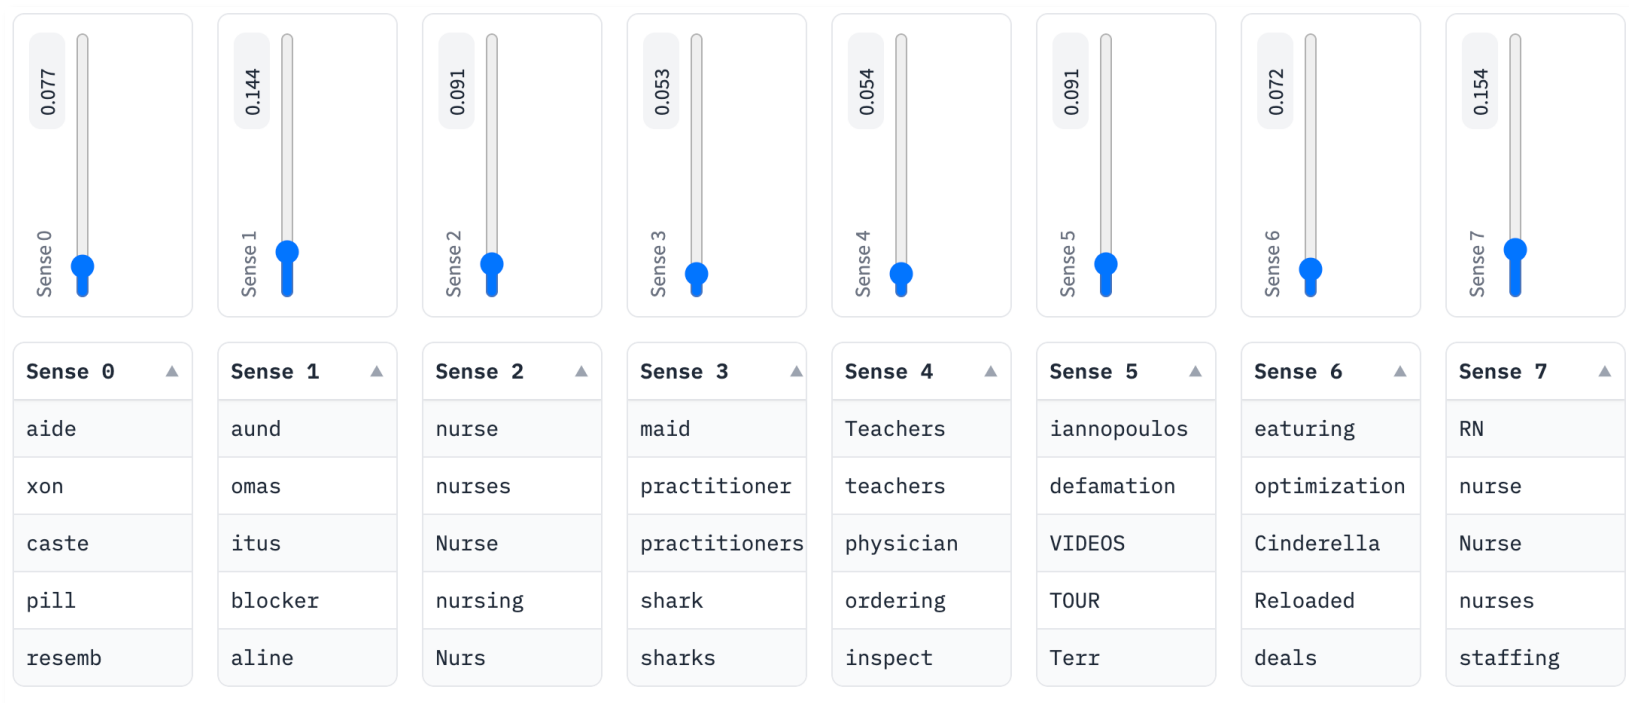 0.077
Sense 0
0.144
Sense 1
0.091
Sense 2
0.053
Sense 3
0.054
Sense 4
0.091
Sense 5
0.072
Sense 6
0.154
Sense 7
Sense 0 ▲ Sense 1 ▲ Sense 2 ▲ Sense 3 ▲ Sense 4 ▲ Sense 5 ▲ Sense 6 ▲ Sense 7 ▲
aide aund nurse maid Teachers iannopoulos eaturing RN
xon omas nurses practitioner teachers defamation optimization nurse
caste itus Nurse practitioners physician VIDEOS Cinderella Nurse
pill blocker nursing shark ordering TOUR Reloaded nurses
resemb aline Nurs sharks inspect Terr deals staffing